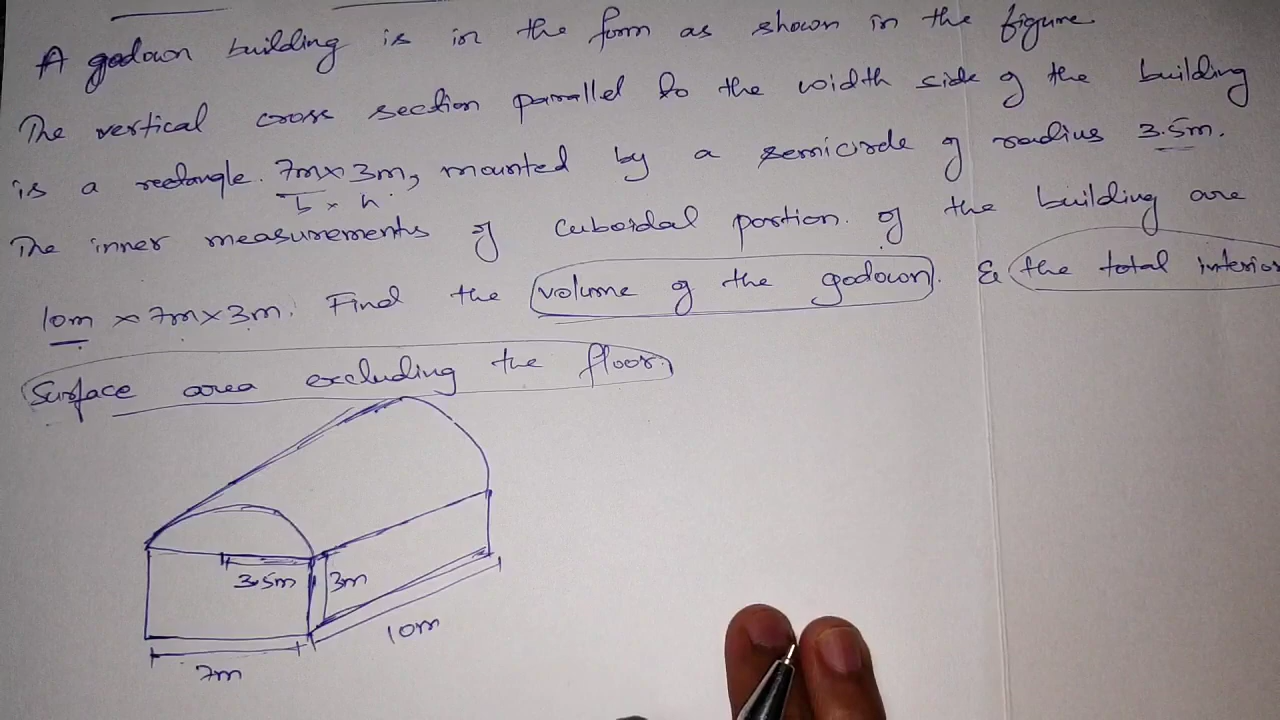 A godown building is in the form as shown in the figure
The vertical cross section parallel to the width side of the building
is a rectangle. 7m x 3m, mounted by a semicircle of radius 3.5m.
b x h
The inner measurements of cuboidal portion. of the building are
10m x 7m x 3m. Find the volume of the godown. & the total interior
Surface area excluding the floor.
3.5m
3m
10m
7m